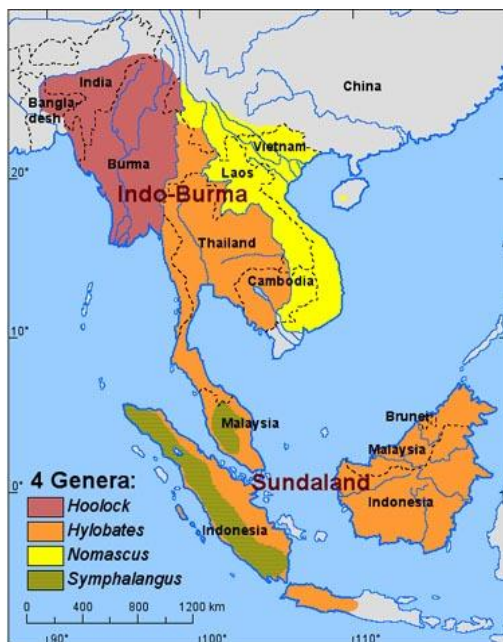 China
India
Bangla-
desh
Burma
Vietnam
Laos
20°
Indo-Burma
Thailand
Cambodia
10°
Malaysia
Brunei
Malaysia
Sundaland
4 Genera:
0°
Indonesia
Hoolock
Hylobates
Indonesia
Nomascus
Symphalangus
0 400 800 1200 km
90° 100° 110°